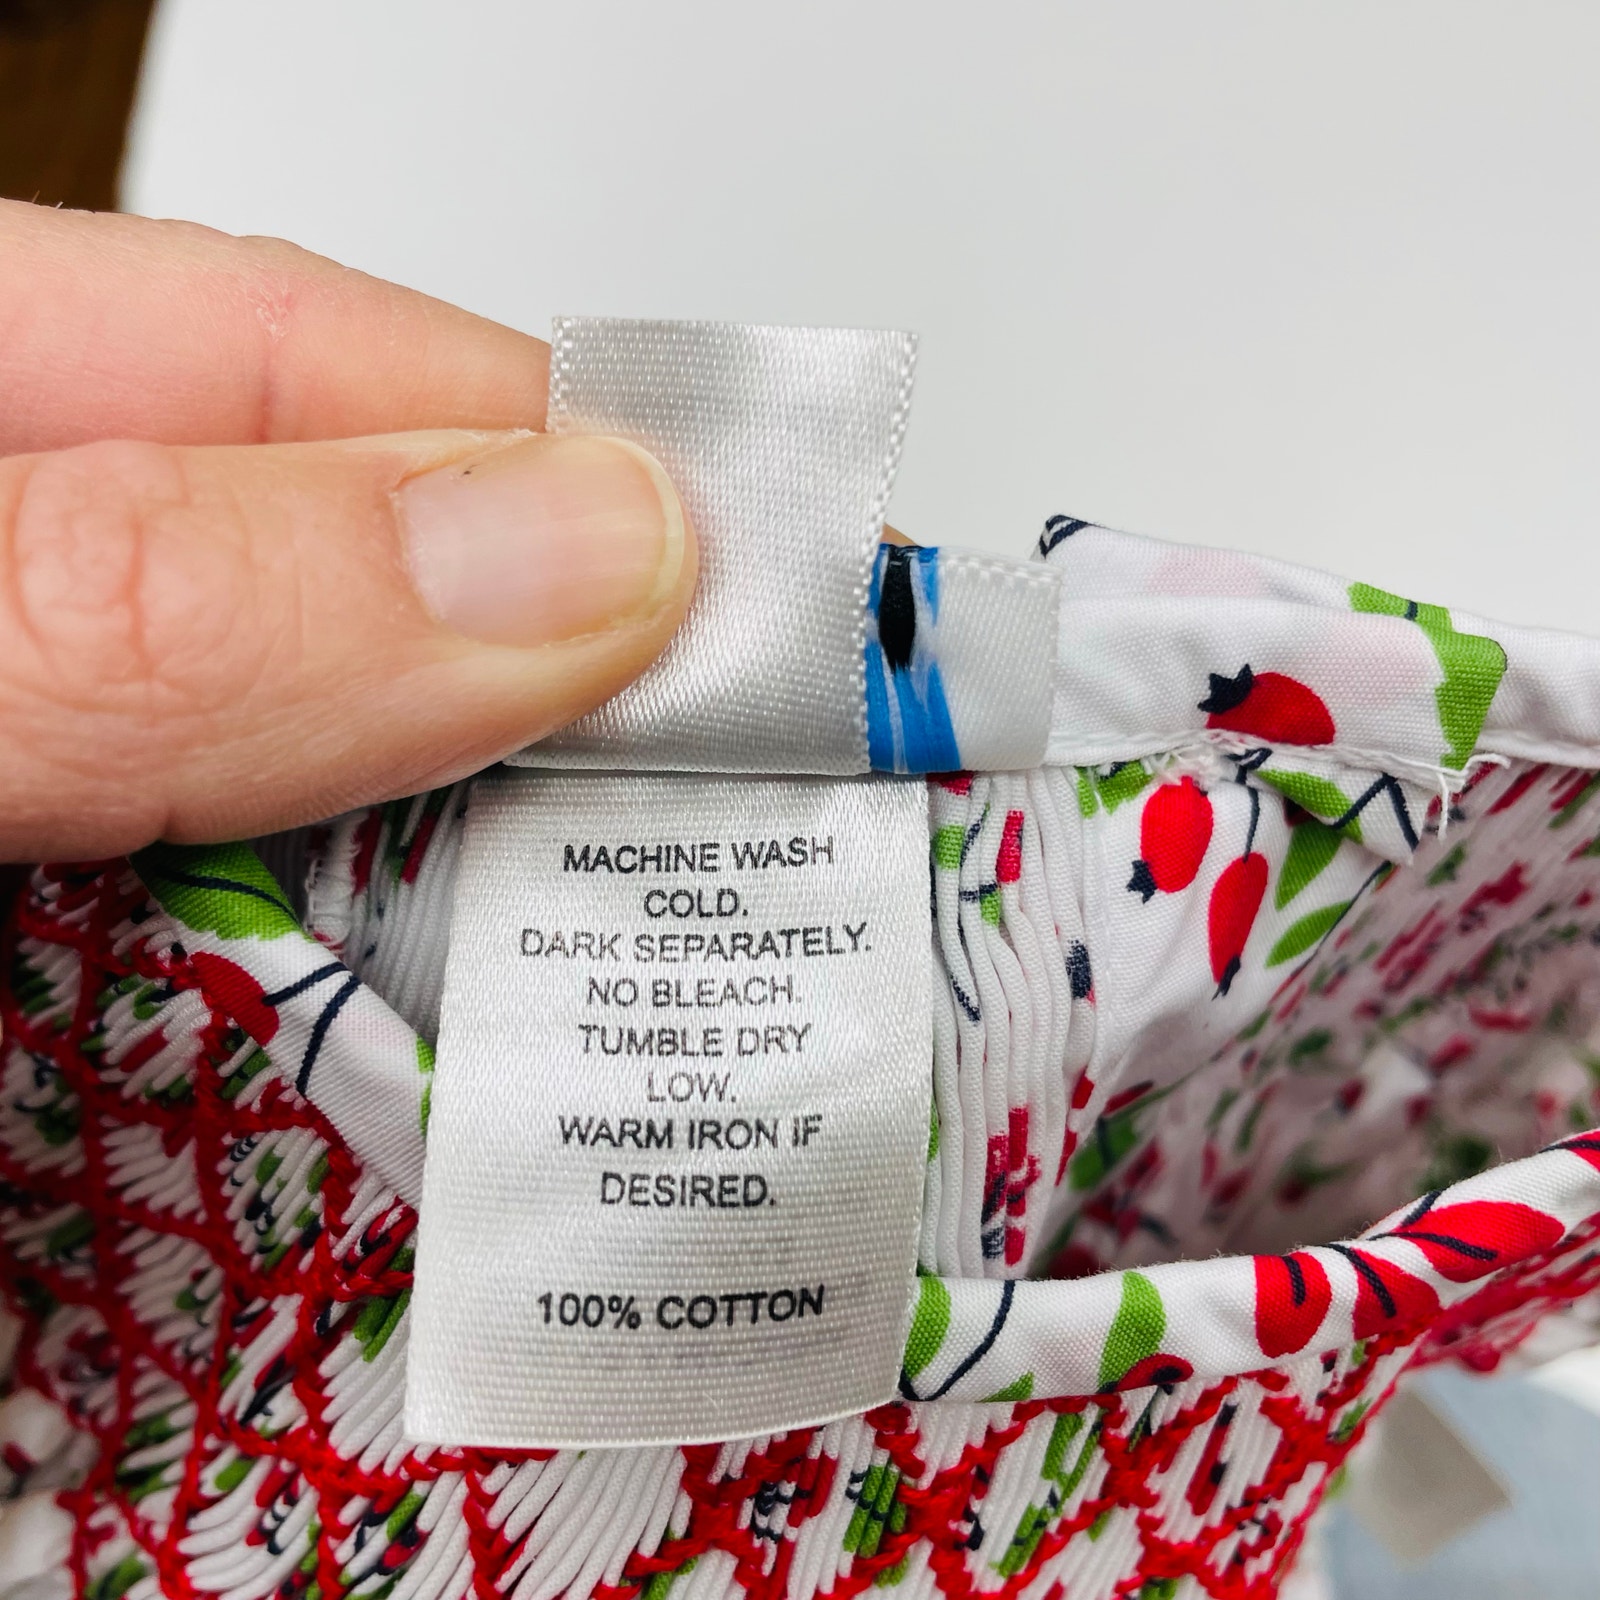 MACHINE WASH
COLD.
DARK SEPARATELY.
NO BLEACH.
TUMBLE DRY
LOW.
WARM IRON IF
DESIRED.
100% COTTON